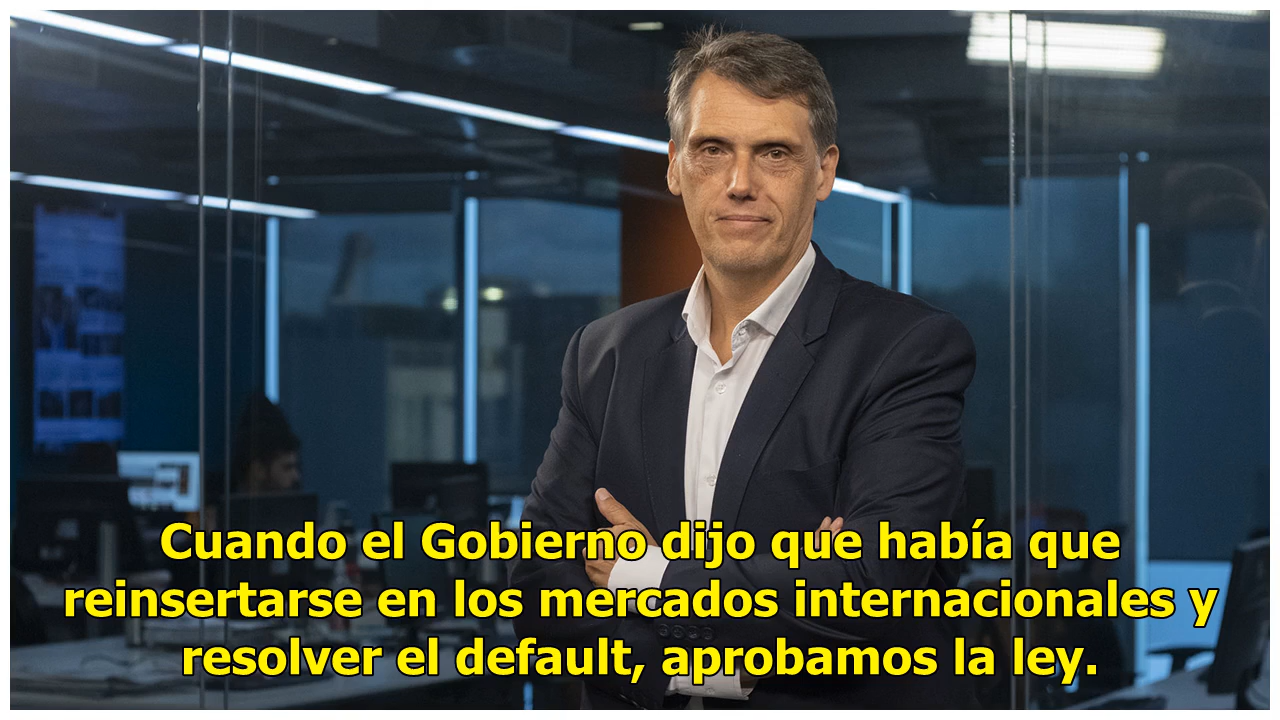 Cuando el Gobierno dijo que había que
reinsertarse en los mercados internacionales y
resolver el default, aprobamos la ley.